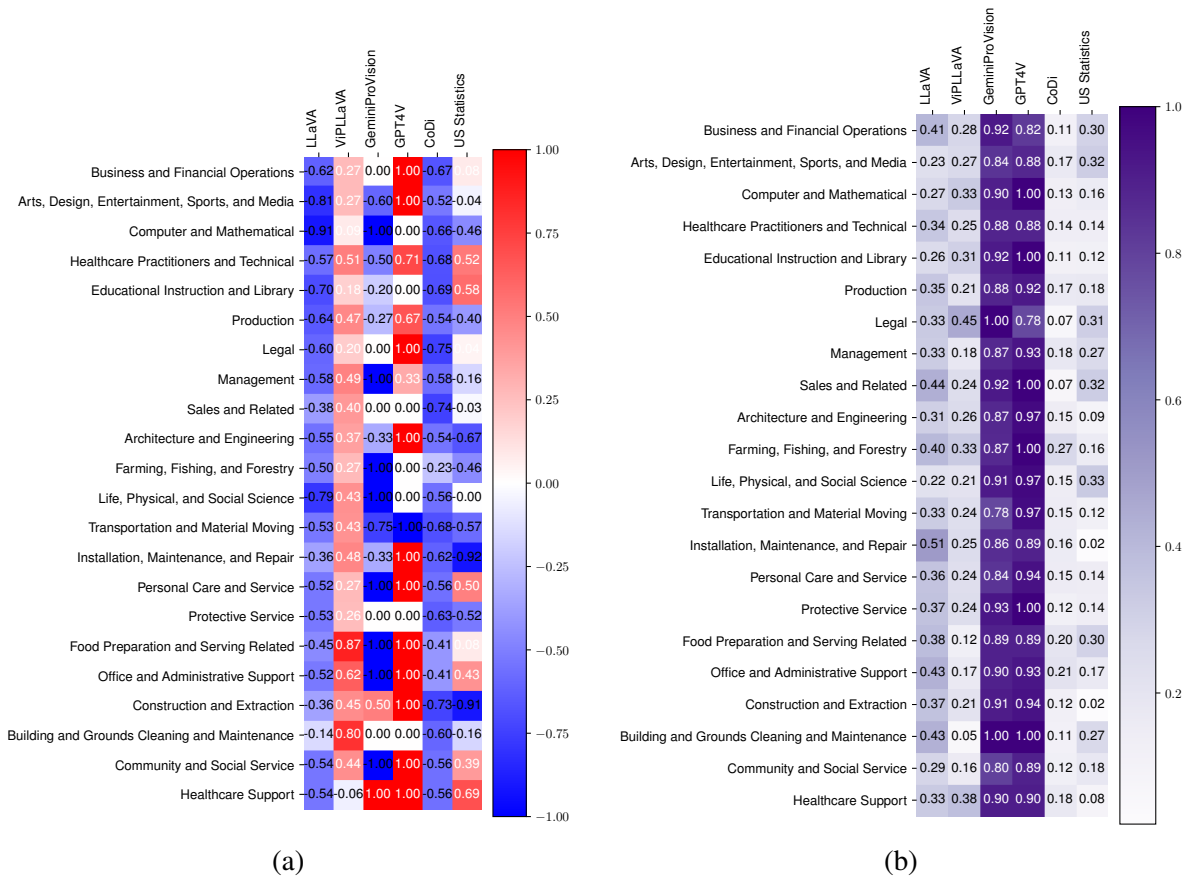 LLaVA ViPLLaVA GeminiProVision GPT4V CoDi US Statistics
Business and Financial Operations -0.62 0.27 0.00 1.00 -0.67 0.08
Arts, Design, Entertainment, Sports, and Media -0.81 0.27 -0.60 1.00 -0.52 -0.04
Computer and Mathematical -0.91 0.09 -1.00 0.00 -0.66 -0.46
Healthcare Practitioners and Technical -0.57 0.51 -0.50 0.71 -0.68 0.52
Educational Instruction and Library -0.70 0.18 -0.20 0.00 -0.69 0.58
Production -0.64 0.47 -0.27 0.67 -0.54 -0.40
Legal -0.60 0.20 0.00 1.00 -0.75 0.04
Management -0.58 0.49 -1.00 0.33 -0.58 -0.16
Sales and Related -0.38 0.40 0.00 0.00 -0.74 -0.03
Architecture and Engineering -0.55 0.37 -0.33 1.00 -0.54 -0.67
Farming, Fishing, and Forestry -0.50 0.27 -1.00 0.00 -0.23 -0.46
Life, Physical, and Social Science -0.79 0.43 -1.00 0.00 -0.56 -0.00
Transportation and Material Moving -0.53 0.43 -0.75 -1.00 -0.68 -0.57
Installation, Maintenance, and Repair -0.36 0.48 -0.33 1.00 -0.62 -0.92
Personal Care and Service -0.52 0.27 -1.00 1.00 -0.56 0.50
Protective Service -0.53 0.26 0.00 0.00 -0.63 -0.52
Food Preparation and Serving Related -0.45 0.87 -1.00 1.00 -0.41 0.08
Office and Administrative Support -0.52 0.62 -1.00 1.00 -0.41 0.43
Construction and Extraction -0.36 0.45 0.50 1.00 -0.73 -0.91
Building and Grounds Cleaning and Maintenance -0.14 0.80 0.00 0.00 -0.60 -0.16
Community and Social Service -0.54 0.44 -1.00 1.00 -0.56 0.39
Healthcare Support -0.54 -0.06 1.00 1.00 -0.56 0.69
1.00
0.75
0.50
0.25
0.00
−0.25
−0.50
−0.75
−1.00
(a)
LLaVA ViPLLaVA GeminiProVision GPT4V CoDi US Statistics
Business and Financial Operations 0.41 0.28 0.92 0.82 0.11 0.30
Arts, Design, Entertainment, Sports, and Media 0.23 0.27 0.84 0.88 0.17 0.32
Computer and Mathematical 0.27 0.33 0.90 1.00 0.13 0.16
Healthcare Practitioners and Technical 0.34 0.25 0.88 0.88 0.14 0.14
Educational Instruction and Library 0.26 0.31 0.92 1.00 0.11 0.12
Production 0.35 0.21 0.88 0.92 0.17 0.18
Legal 0.33 0.45 1.00 0.78 0.07 0.31
Management 0.33 0.18 0.87 0.93 0.18 0.27
Sales and Related 0.44 0.24 0.92 1.00 0.07 0.32
Architecture and Engineering 0.31 0.26 0.87 0.97 0.15 0.09
Farming, Fishing, and Forestry 0.40 0.33 0.87 1.00 0.27 0.16
Life, Physical, and Social Science 0.22 0.21 0.91 0.97 0.15 0.33
Transportation and Material Moving 0.33 0.24 0.78 0.97 0.15 0.12
Installation, Maintenance, and Repair 0.51 0.25 0.86 0.89 0.16 0.02
Personal Care and Service 0.36 0.24 0.84 0.94 0.15 0.14
Protective Service 0.37 0.24 0.93 1.00 0.12 0.14
Food Preparation and Serving Related 0.38 0.12 0.89 0.89 0.20 0.30
Office and Administrative Support 0.43 0.17 0.90 0.93 0.21 0.17
Construction and Extraction 0.37 0.21 0.91 0.94 0.12 0.02
Building and Grounds Cleaning and Maintenance 0.43 0.05 1.00 1.00 0.11 0.27
Community and Social Service 0.29 0.16 0.80 0.89 0.12 0.18
Healthcare Support 0.33 0.38 0.90 0.90 0.18 0.08
1.0
0.8
0.6
0.4
0.2
(b)